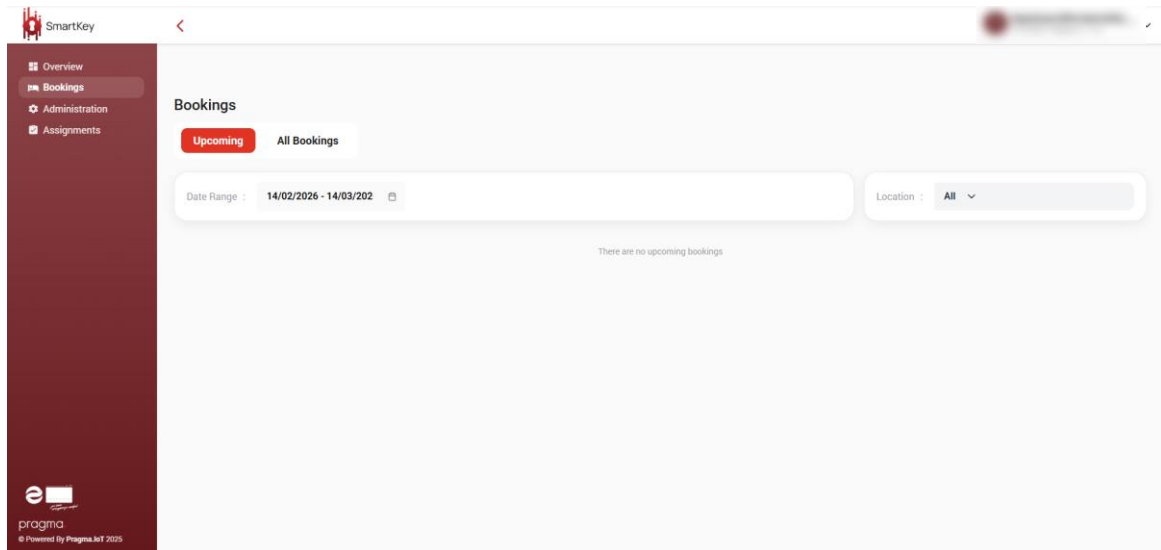 SmartKey
Overview
Bookings
Administration
Assignments
Bookings
Upcoming All Bookings
Date Range : 14/02/2026 - 14/03/202
Location : All
There are no upcoming bookings
pragma
© Powered By Pragma.IoT 2025